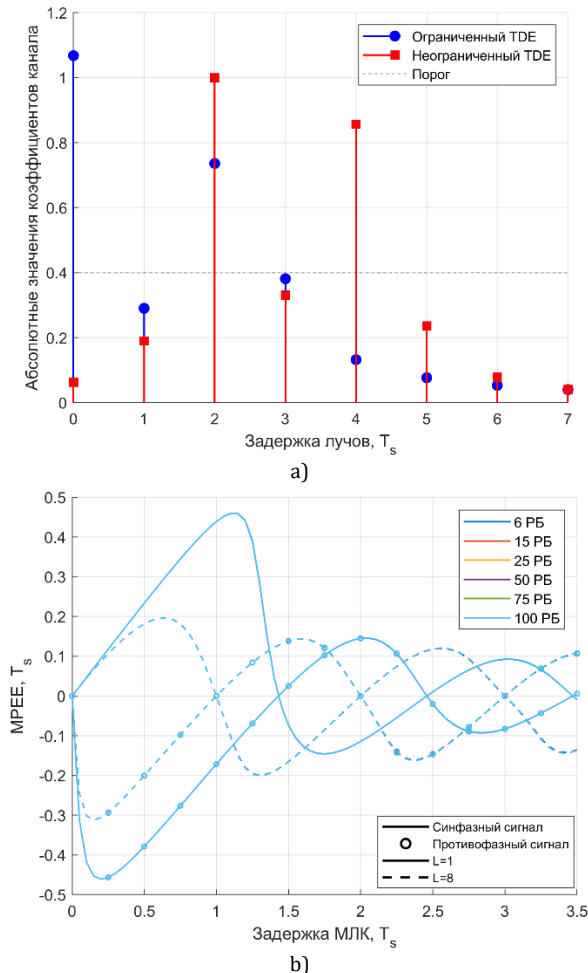 Абсолютные значения коэффициентов канала
1.2
1
0.8
0.6
0.4
0.2
0
Ограниченный TDE
Неограниченный TDE
Порог
0 1 2 3 4 5 6 7
Задержка лучов, T_s
а)
MPEE, T_s
0.5
0.4
0.3
0.2
0.1
0
-0.1
-0.2
-0.3
-0.4
-0.5
6 РБ
15 РБ
25 РБ
50 РБ
75 РБ
100 РБ
Синфазный сигнал
Противофазный сигнал
L=1
L=8
0 0.5 1 1.5 2 2.5 3 3.5
Задержка МЛК, T_s
b)